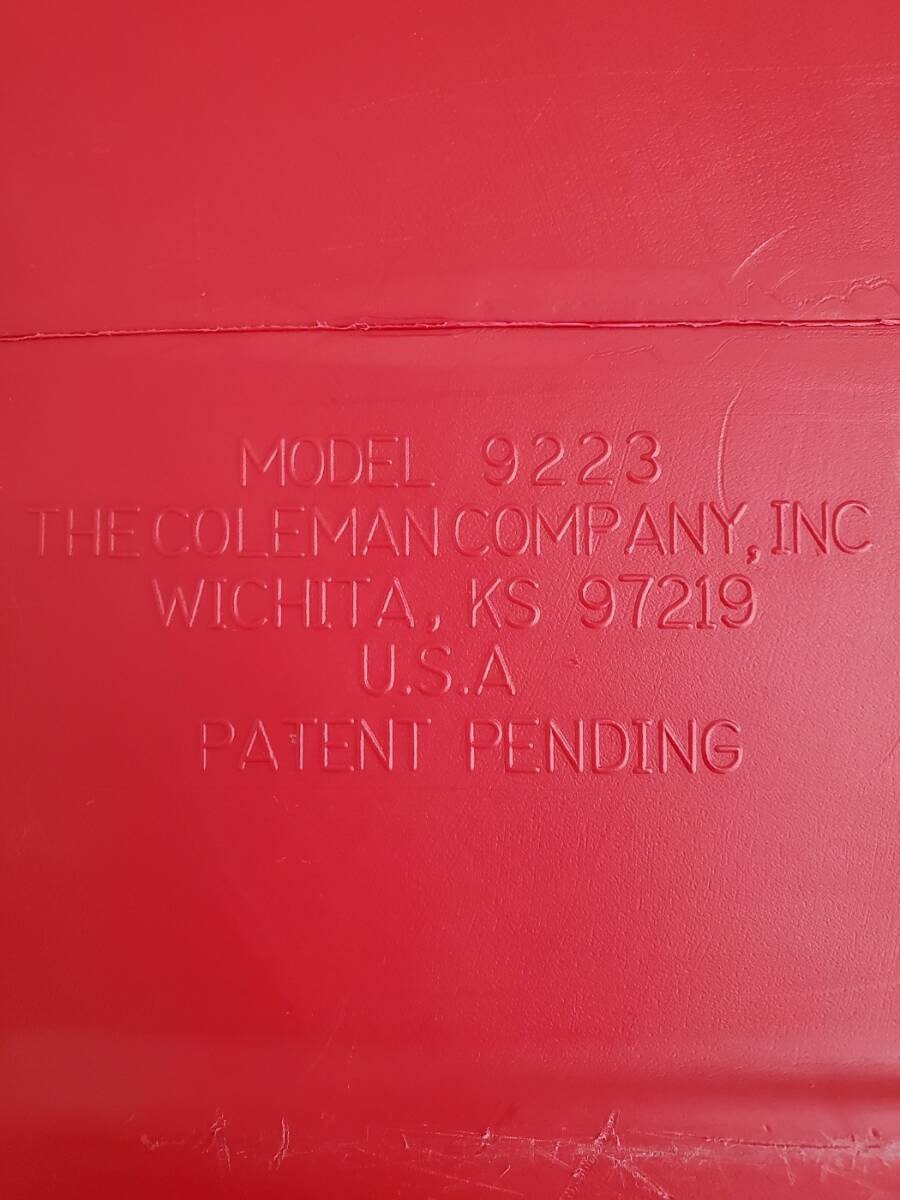 MODEL 9223
THE COLEMAN COMPANY, INC
WICHITA, KS 97219
U.S.A
PATENT PENDING